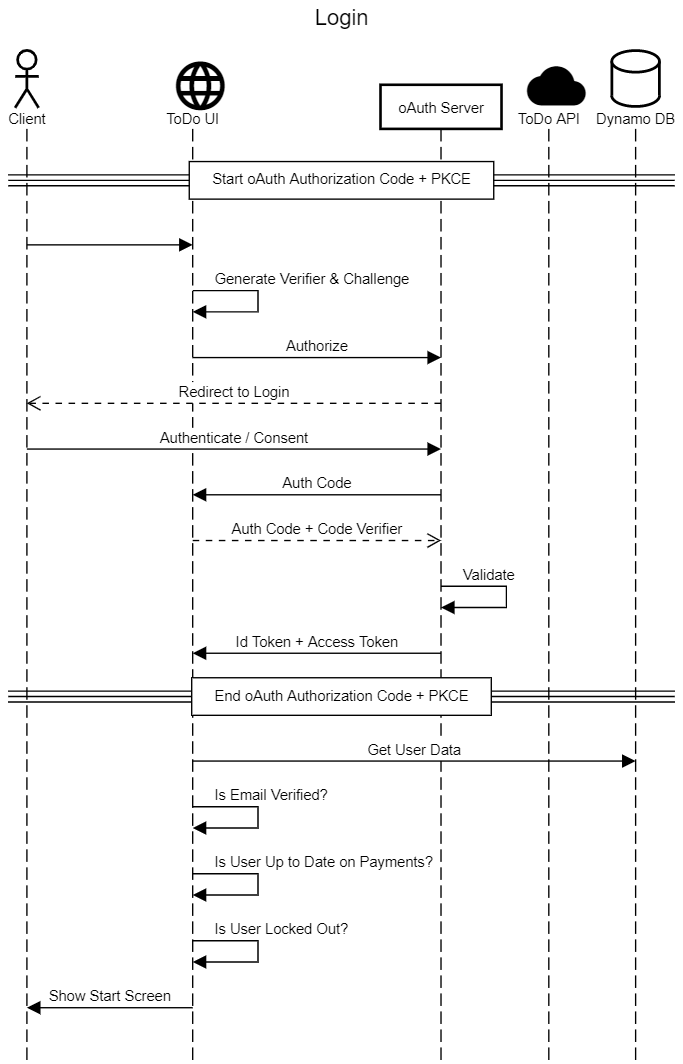 Login
Client
ToDo UI
oAuth Server
ToDo API
Dynamo DB
Start oAuth Authorization Code + PKCE
Generate Verifier & Challenge
Authorize
Redirect to Login
Authenticate / Consent
Auth Code
Auth Code + Code Verifier
Validate
Id Token + Access Token
End oAuth Authorization Code + PKCE
Get User Data
Is Email Verified?
Is User Up to Date on Payments?
Is User Locked Out?
Show Start Screen